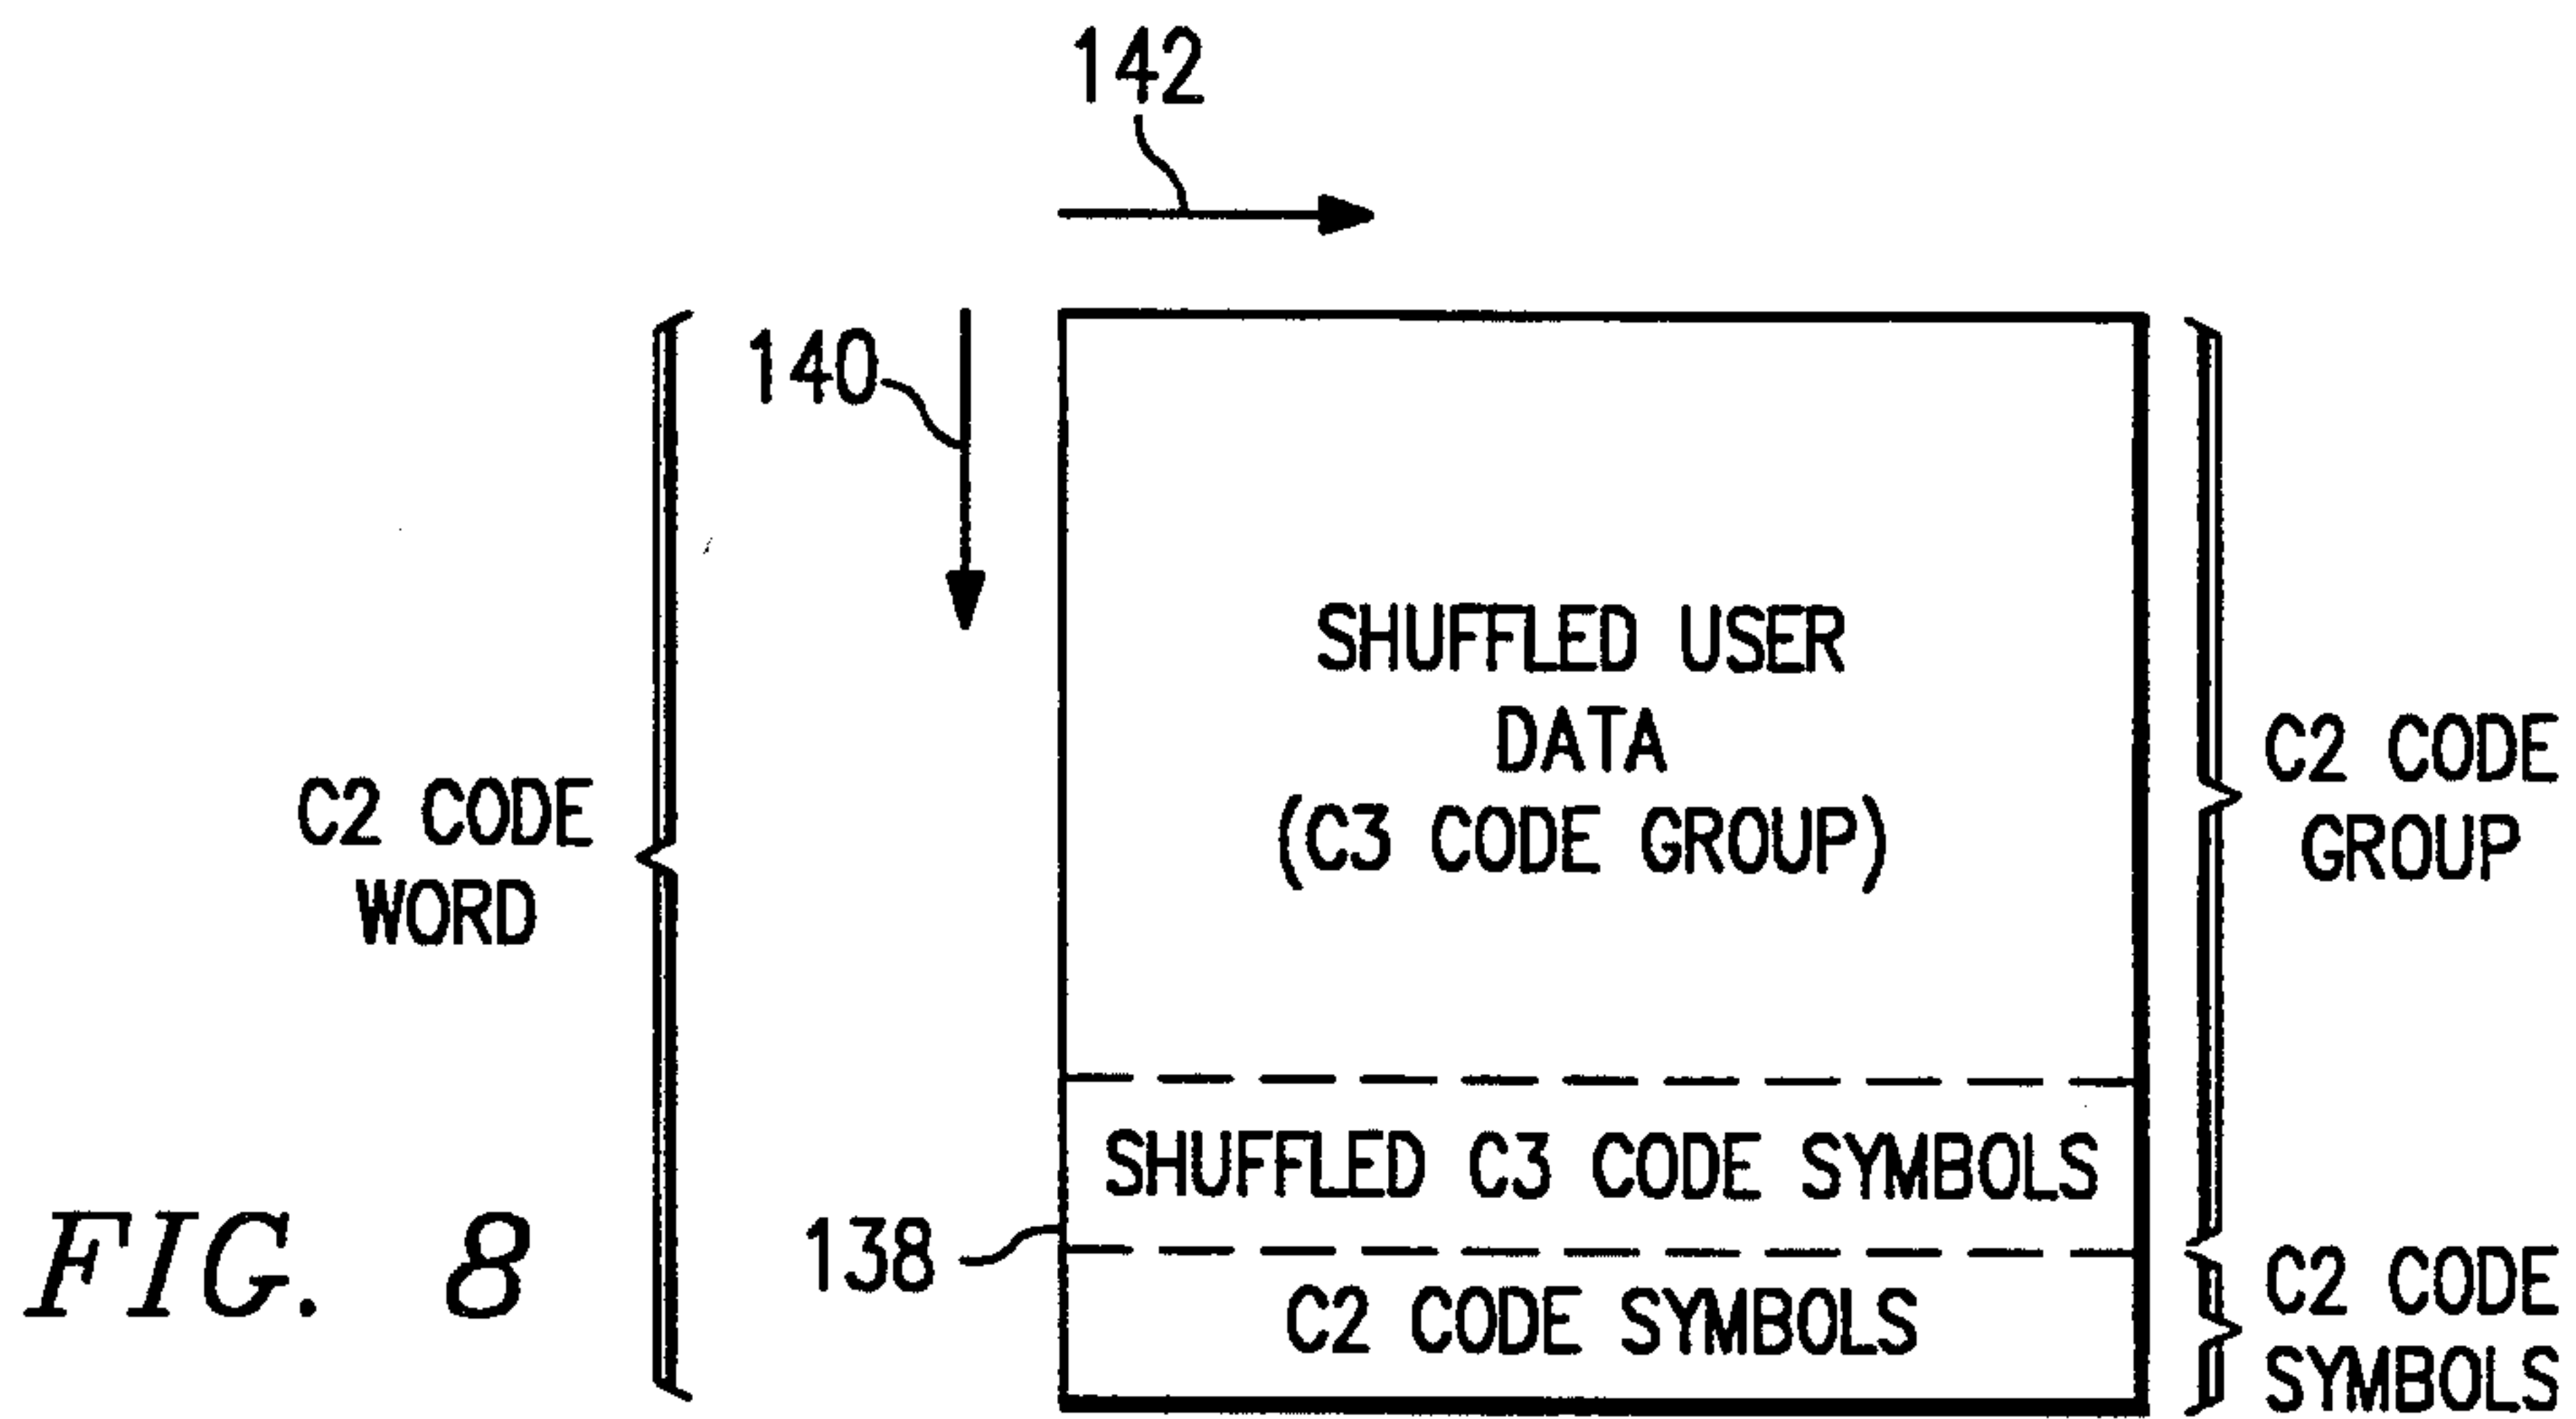 142
140
C2 CODE
WORD
SHUFFLED USER
DATA
(C3 CODE GROUP)
C2 CODE
GROUP
SHUFFLED C3 CODE SYMBOLS
138
C2 CODE SYMBOLS
C2 CODE
SYMBOLS
FIG. 8